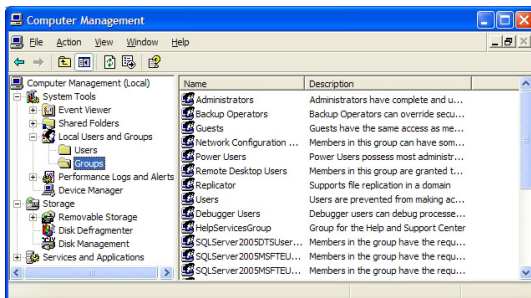 Computer Management
File Action View Window Help
Computer Management (Local)
System Tools
Event Viewer
Shared Folders
Local Users and Groups
Users
Groups
Performance Logs and Alerts
Device Manager
Storage
Removable Storage
Disk Defragmenter
Disk Management
Services and Applications
Name Description
Administrators Administrators have complete and u...
Backup Operators Backup Operators can override secu...
Guests Guests have the same access as me...
Network Configuration ... Members in this group can have som...
Power Users Power Users possess most administr...
Remote Desktop Users Members in this group are granted t...
Replicator Supports file replication in a domain
Users Users are prevented from making ac...
Debugger Users Debugger users can debug processe...
HelpServicesGroup Group for the Help and Support Center
SQLServer2005DTSUser... Members in the group have the requ...
SQLServer2005MSFTEU... Members in the group have the requ...
SQLServer2005MSFTEU... Members in the group have the requ...